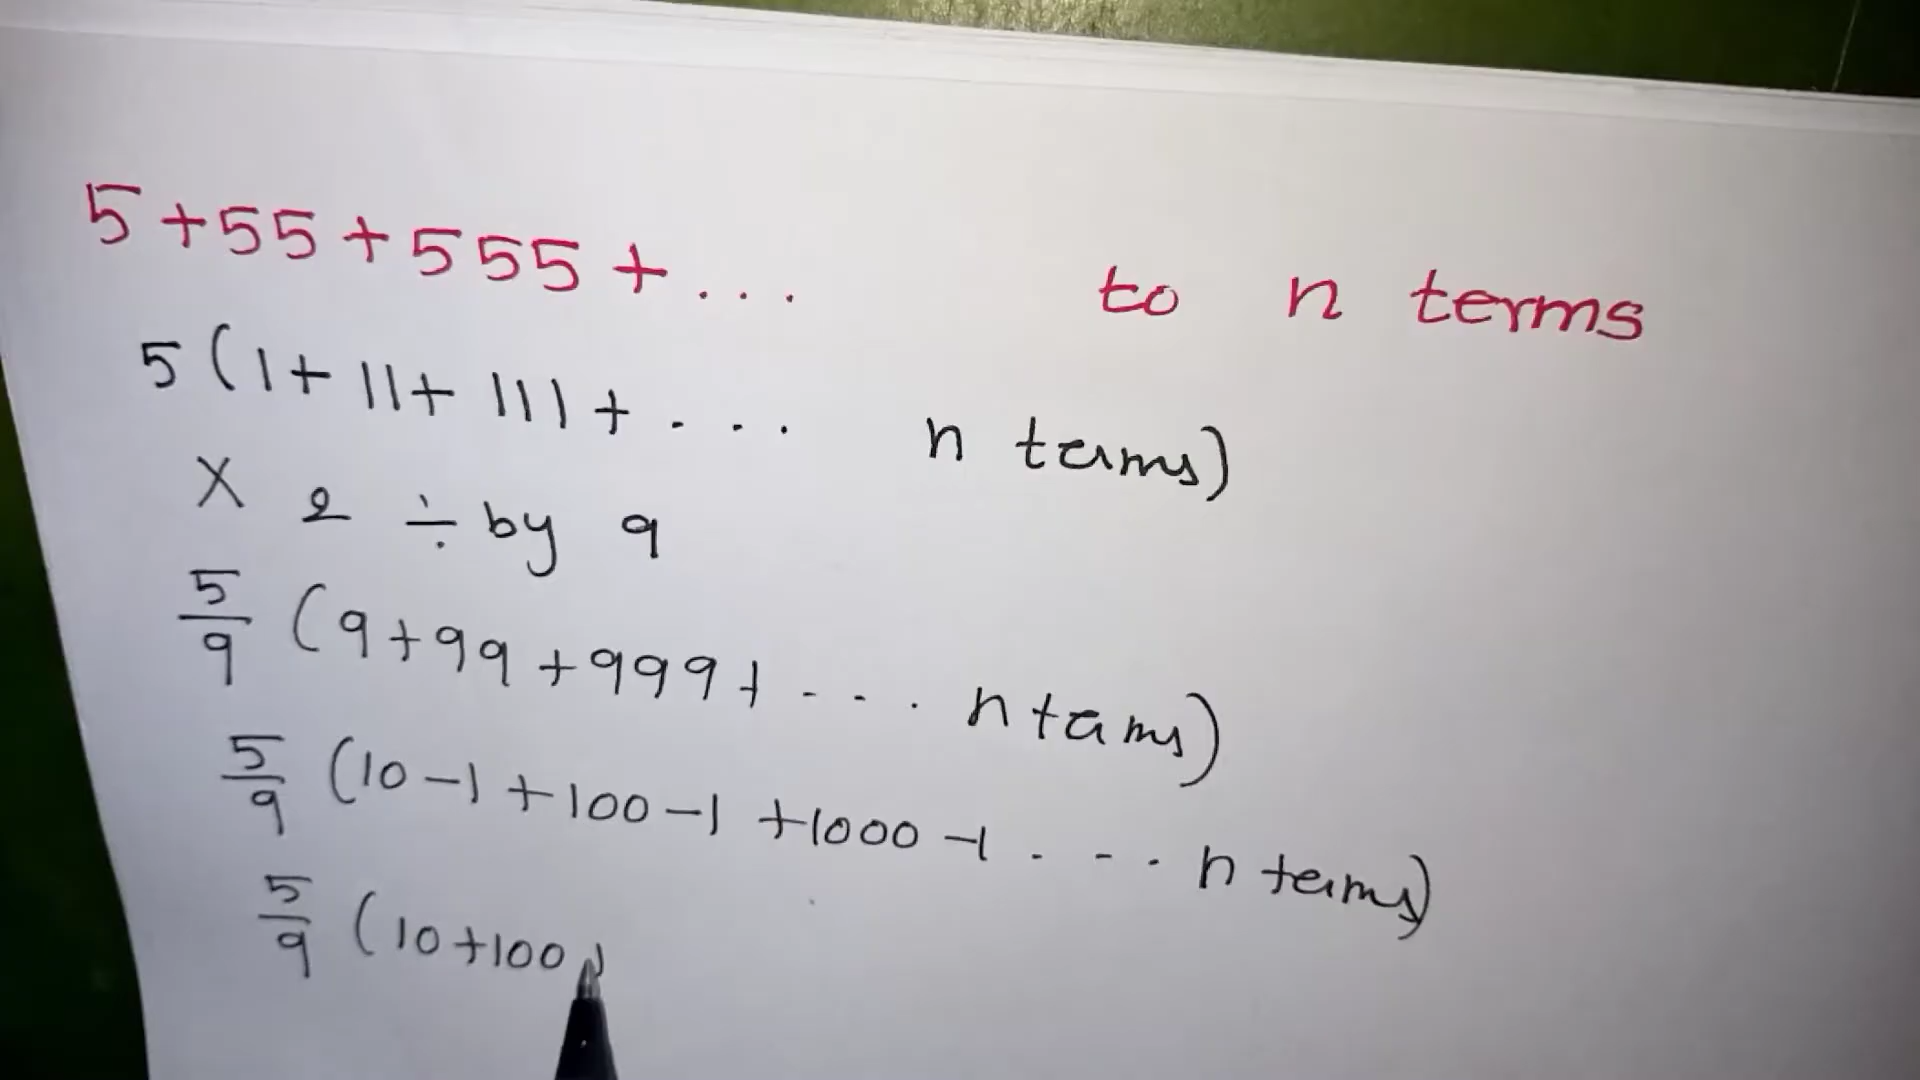 5+55+555+... to n terms
5(1+11+111+... n terms)
X & ÷ by 9
5/9 (9+99+999+... n terms)
5/9 (10-1+100-1+1000-1... n terms)
5/9 (10+100